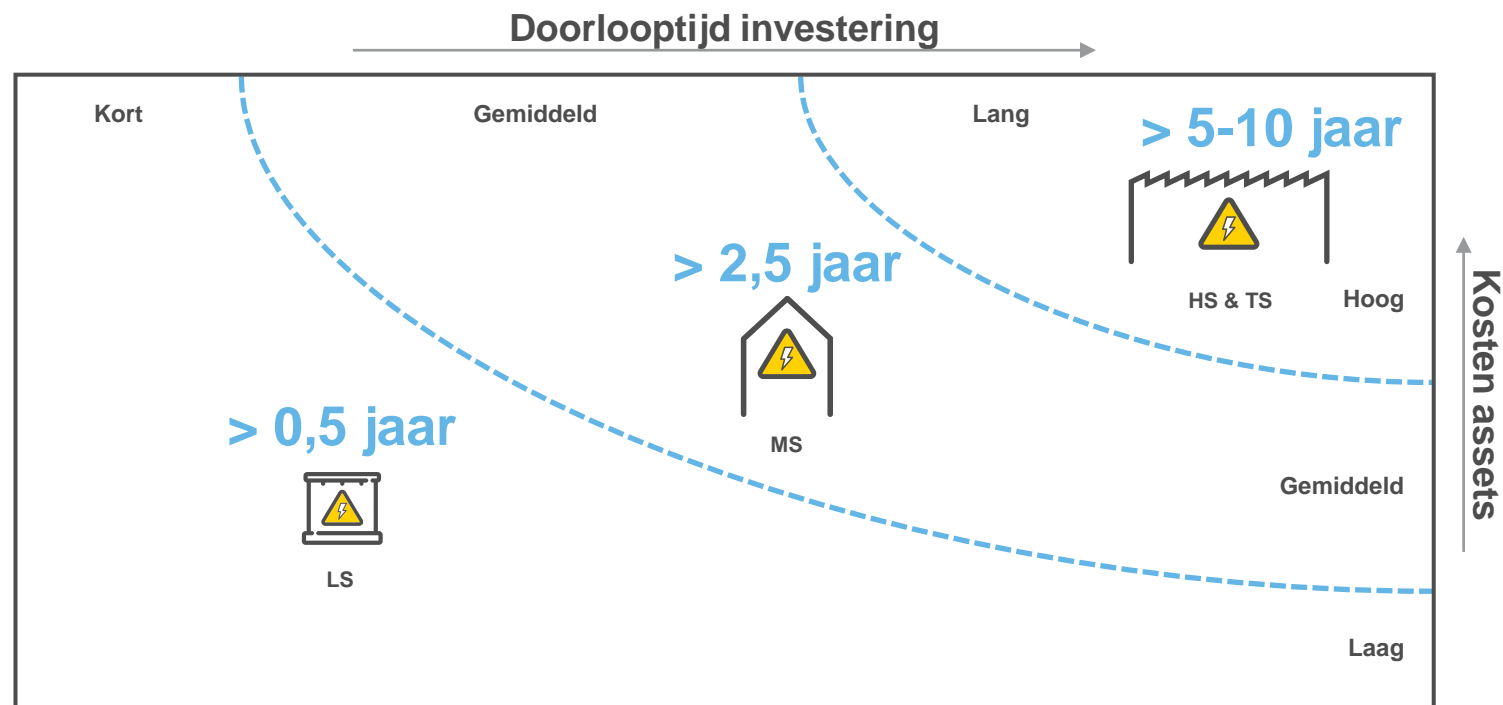 Doorlooptijd investering
Kort
Gemiddeld
Lang
> 5-10 jaar
HS & TS
Hoog
> 2,5 jaar
MS
Kosten assets
> 0,5 jaar
LS
Gemiddeld
Laag